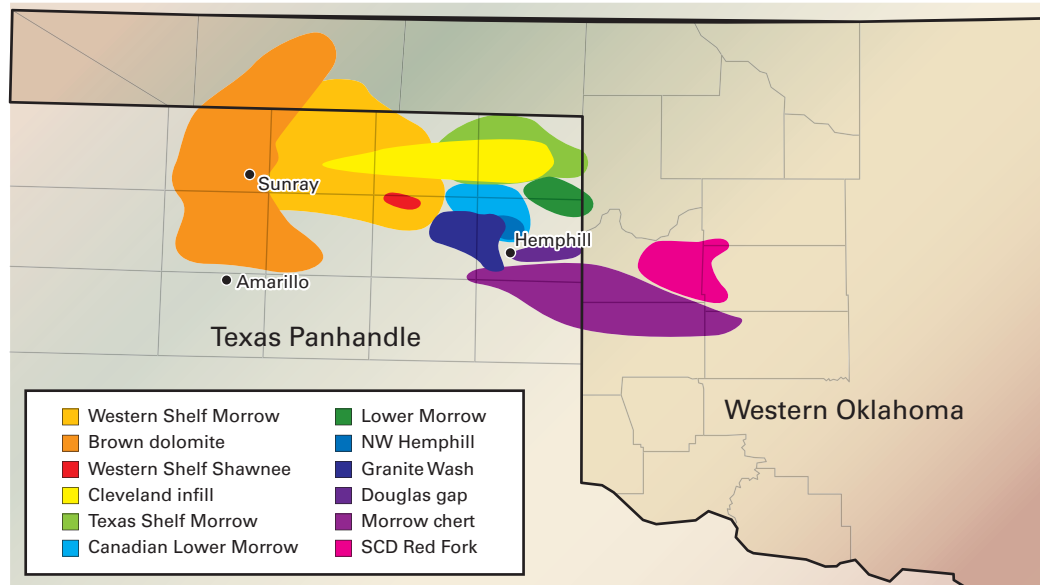 Sunray
Hemphill
Amarillo
Texas Panhandle
Western Oklahoma
Western Shelf Morrow
Brown dolomite
Western Shelf Shawnee
Cleveland infill
Texas Shelf Morrow
Canadian Lower Morrow
Lower Morrow
NW Hemphill
Granite Wash
Douglas gap
Morrow chert
SCD Red Fork